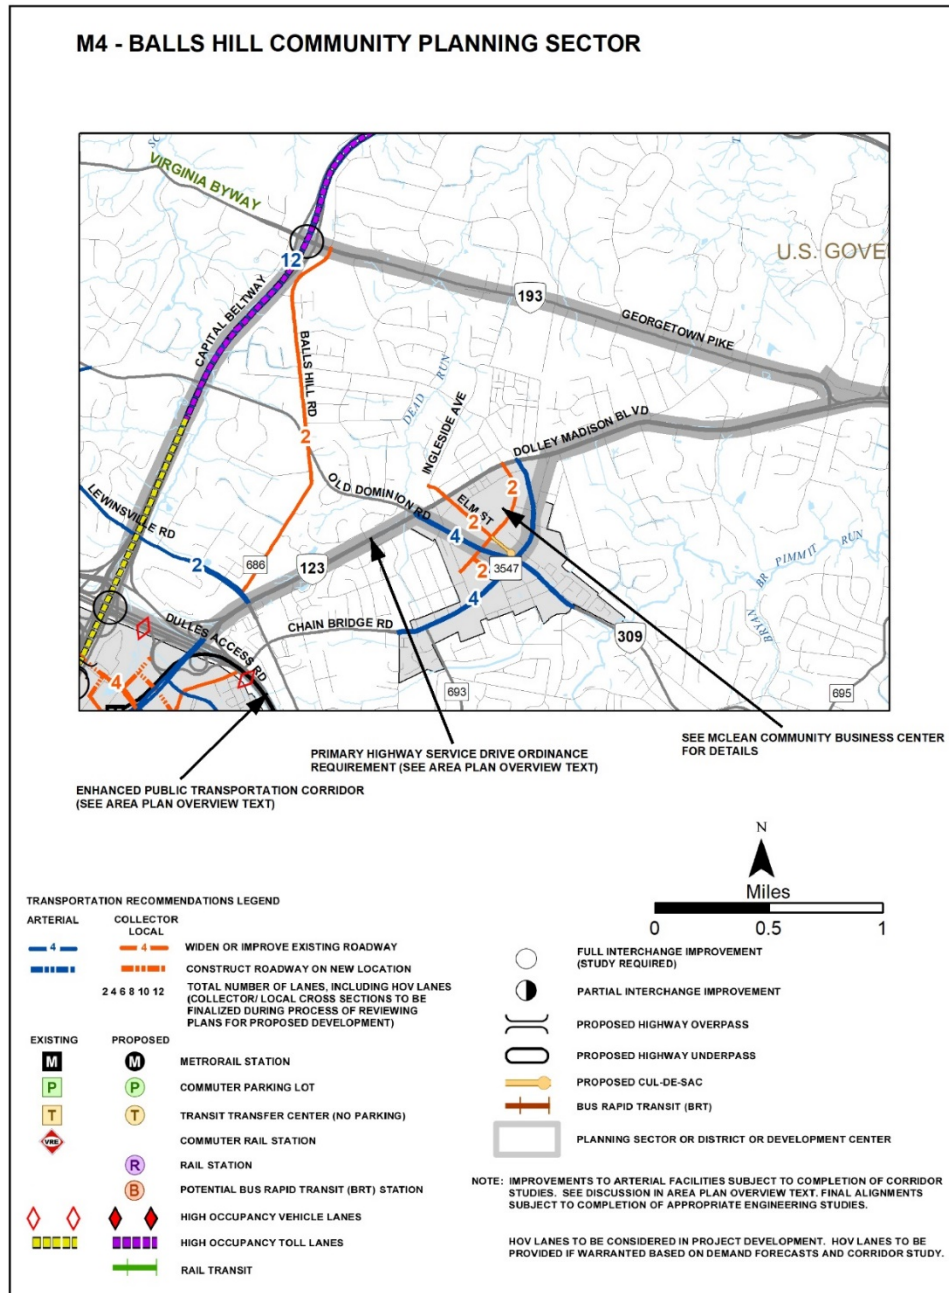 M4 - BALLS HILL COMMUNITY PLANNING SECTOR
VIRGINIA BYWAY
12
U.S. GOVE
193
CAPITAL BELTWAY
GEORGETOWN PIKE
BALLS HILL RD
DEAD RUN
INGLESIDE AVE
DOLLEY MADISON BLVD
2
OLD DOMINION RD
ELM ST
2
2
LEWINSVILLE RD
4
2
686
123
2
3547
4
BR PIMMIT RUN
BRYAN
DULLES ACCESS RD
CHAIN BRIDGE RD
309
4
693
695
SEE MCLEAN COMMUNITY BUSINESS CENTER
FOR DETAILS
PRIMARY HIGHWAY SERVICE DRIVE ORDINANCE
REQUIREMENT (SEE AREA PLAN OVERVIEW TEXT)
ENHANCED PUBLIC TRANSPORTATION CORRIDOR
(SEE AREA PLAN OVERVIEW TEXT)
N
Miles
0 0.5 1
TRANSPORTATION RECOMMENDATIONS LEGEND
ARTERIAL COLLECTOR
LOCAL
4 4 WIDEN OR IMPROVE EXISTING ROADWAY
CONSTRUCT ROADWAY ON NEW LOCATION
2 4 6 8 10 12 TOTAL NUMBER OF LANES, INCLUDING HOV LANES
(COLLECTOR/ LOCAL CROSS SECTIONS TO BE
FINALIZED DURING PROCESS OF REVIEWING
PLANS FOR PROPOSED DEVELOPMENT)
EXISTING PROPOSED
M M METRORAIL STATION
P P COMMUTER PARKING LOT
T T TRANSIT TRANSFER CENTER (NO PARKING)
VRE COMMUTER RAIL STATION
R RAIL STATION
B POTENTIAL BUS RAPID TRANSIT (BRT) STATION
HIGH OCCUPANCY VEHICLE LANES
HIGH OCCUPANCY TOLL LANES
RAIL TRANSIT
FULL INTERCHANGE IMPROVEMENT
(STUDY REQUIRED)
PARTIAL INTERCHANGE IMPROVEMENT
PROPOSED HIGHWAY OVERPASS
PROPOSED HIGHWAY UNDERPASS
PROPOSED CUL-DE-SAC
BUS RAPID TRANSIT (BRT)
PLANNING SECTOR OR DISTRICT OR DEVELOPMENT CENTER
NOTE: IMPROVEMENTS TO ARTERIAL FACILITIES SUBJECT TO COMPLETION OF CORRIDOR
STUDIES. SEE DISCUSSION IN AREA PLAN OVERVIEW TEXT. FINAL ALIGNMENTS
SUBJECT TO COMPLETION OF APPROPRIATE ENGINEERING STUDIES.
HOV LANES TO BE CONSIDERED IN PROJECT DEVELOPMENT. HOV LANES TO BE
PROVIDED IF WARRANTED BASED ON DEMAND FORECASTS AND CORRIDOR STUDY.